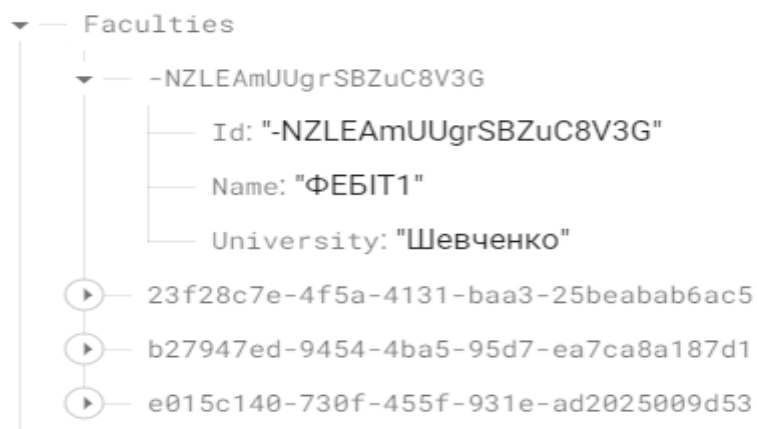 Faculties
-NZLEAmUUgrSBZuC8V3G
Id: "-NZLEAmUUgrSBZuC8V3G"
Name: "ФЕБІТ1"
University: "Шевченко"
23f28c7e-4f5a-4131-baa3-25beabab6ac5
b27947ed-9454-4ba5-95d7-ea7ca8a187d1
e015c140-730f-455f-931e-ad2025009d53